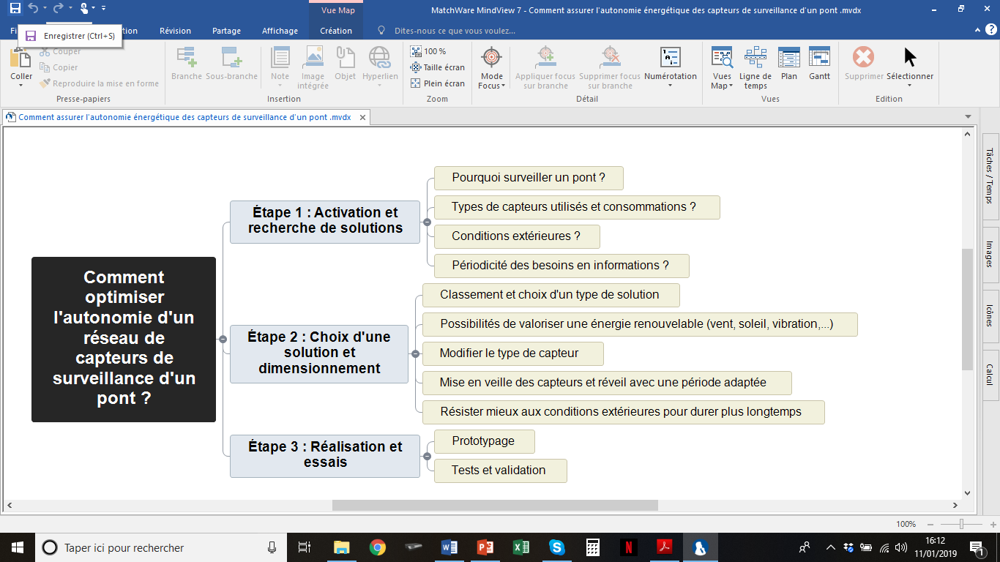 Vue Map
MatchWare MindView 7 - Comment assurer l'autonomie énergétique des capteurs de surveillance d'un pont .mvdx
Révision
Partage
Affichage
Création
Dites-nous ce que vous voulez...
Enregistrer (Ctrl+S)
Coller
Couper
Copier
Reproduire la mise en forme
Presse-papiers
Branche
Sous-branche
Note
Image
intégrée
Objet
Hyperlien
Insertion
100 %
Taille écran
Plein écran
Zoom
Mode
Focus
Appliquer focus
sur branche
Supprimer focus
sur branche
Numérotation
Détail
Vues
Map
Ligne de
temps
Plan
Gantt
Vues
Supprimer
Sélectionner
Edition
Comment assurer l'autonomie énergétique des capteurs de surveillance d'un pont .mvdx
Comment
optimiser
l'autonomie d'un
réseau de
capteurs de
surveillance d'un
pont ?
Étape 1 : Activation et
recherche de solutions
Pourquoi surveiller un pont ?
Types de capteurs utilisés et consommations ?
Conditions extérieures ?
Périodicité des besoins en informations ?
Étape 2 : Choix d'une
solution et
dimensionnement
Classement et choix d'un type de solution
Possibilités de valoriser une énergie renouvelable (vent, soleil, vibration,...)
Modifier le type de capteur
Mise en veille des capteurs et réveil avec une période adaptée
Résister mieux aux conditions extérieures pour durer plus longtemps
Étape 3 : Réalisation et
essais
Prototypage
Tests et validation
Tâches / Temps
Images
Icônes
Calcul
100%
Taper ici pour rechercher
16:12
11/01/2019